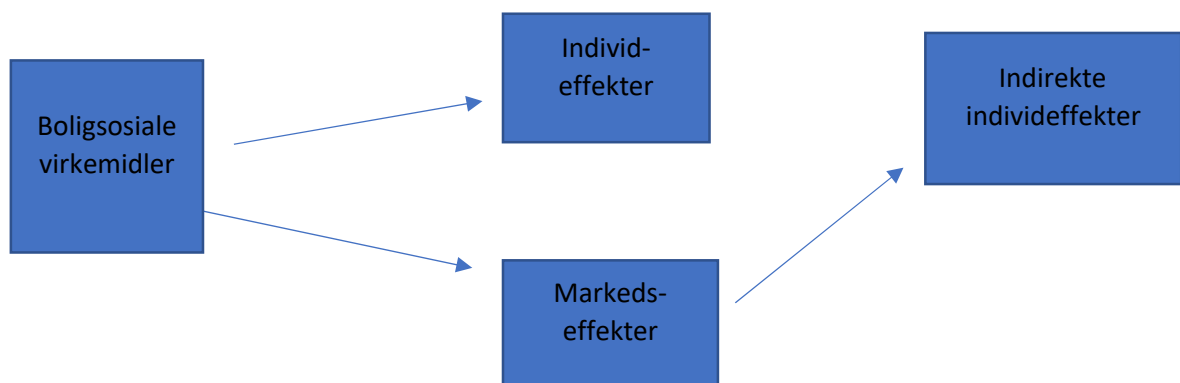 Boligsosiale
virkemidler
Individ-
effekter
Markeds-
effekter
Indirekte
individeffekter